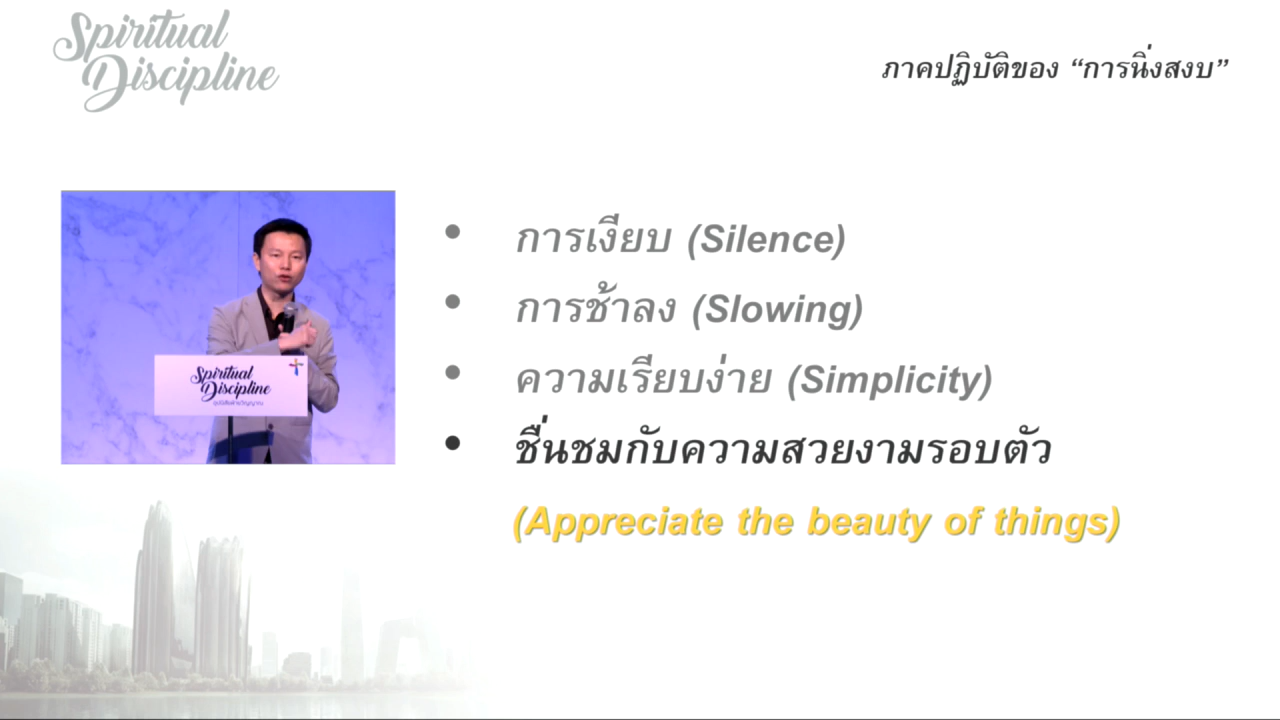 Spiritual
Discipline
ภาคปฏิบัติของ “การนิ่งสงบ”
• การเงียบ (Silence)
• การช้าลง (Slowing)
• ความเรียบง่าย (Simplicity)
• ชื่นชมกับความสวยงามรอบตัว
(Appreciate the beauty of things)
Spiritual
Discipline